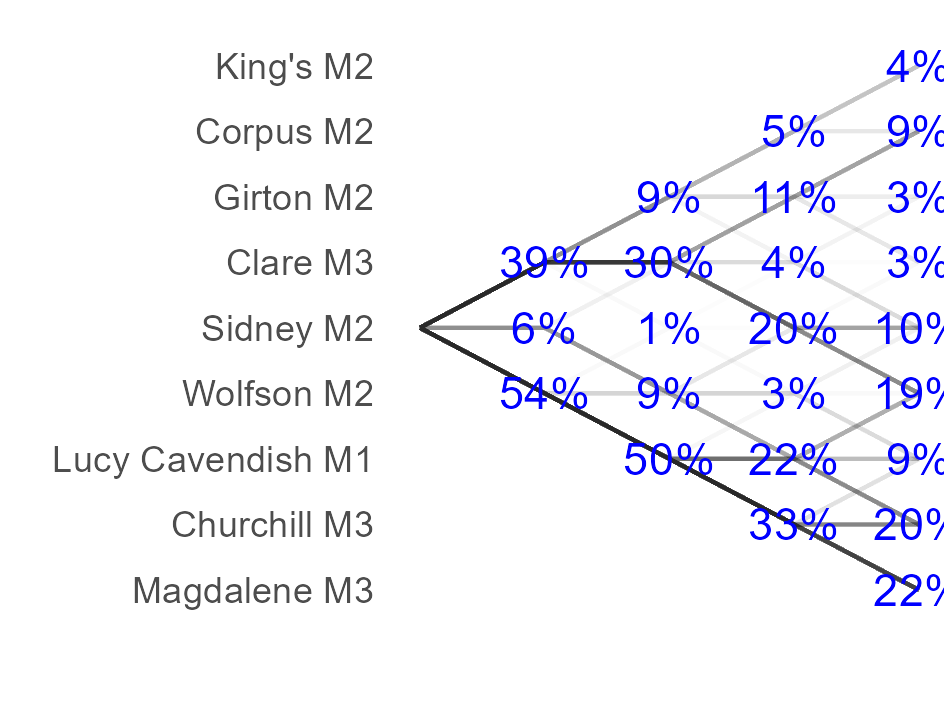 King's M2 4%
Corpus M2 5% 9%
Girton M2 9% 11% 3%
Clare M3 39% 30% 4% 3%
Sidney M2 6% 1% 20% 10%
Wolfson M2 54% 9% 3% 19%
Lucy Cavendish M1 50% 22% 9%
Churchill M3 33% 20%
Magdalene M3 22%